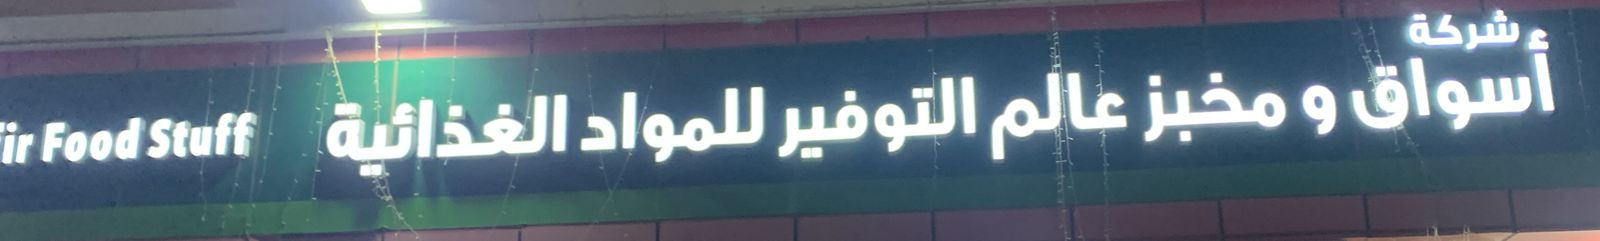 شركة
أسواق و مخبز عالم التوفير للمواد الغذائية
Food Stuff